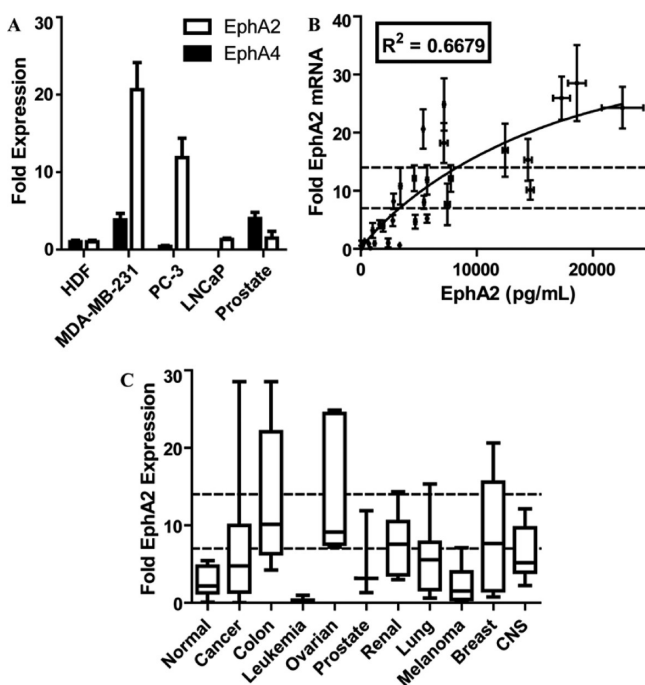 A
EphA2
EphA4
Fold Expression
30
20
10
0
HDF
MDA-MB-231
PC-3
LNCaP
Prostate
B
R² = 0.6679
Fold EphA2 mRNA
40
30
20
10
0
0
10000
20000
EphA2 (pg/mL)
C
Fold EphA2 Expression
30
20
10
0
Normal
Cancer
Colon
Leukemia
Ovarian
Prostate
Renal
Lung
Melanoma
Breast
CNS